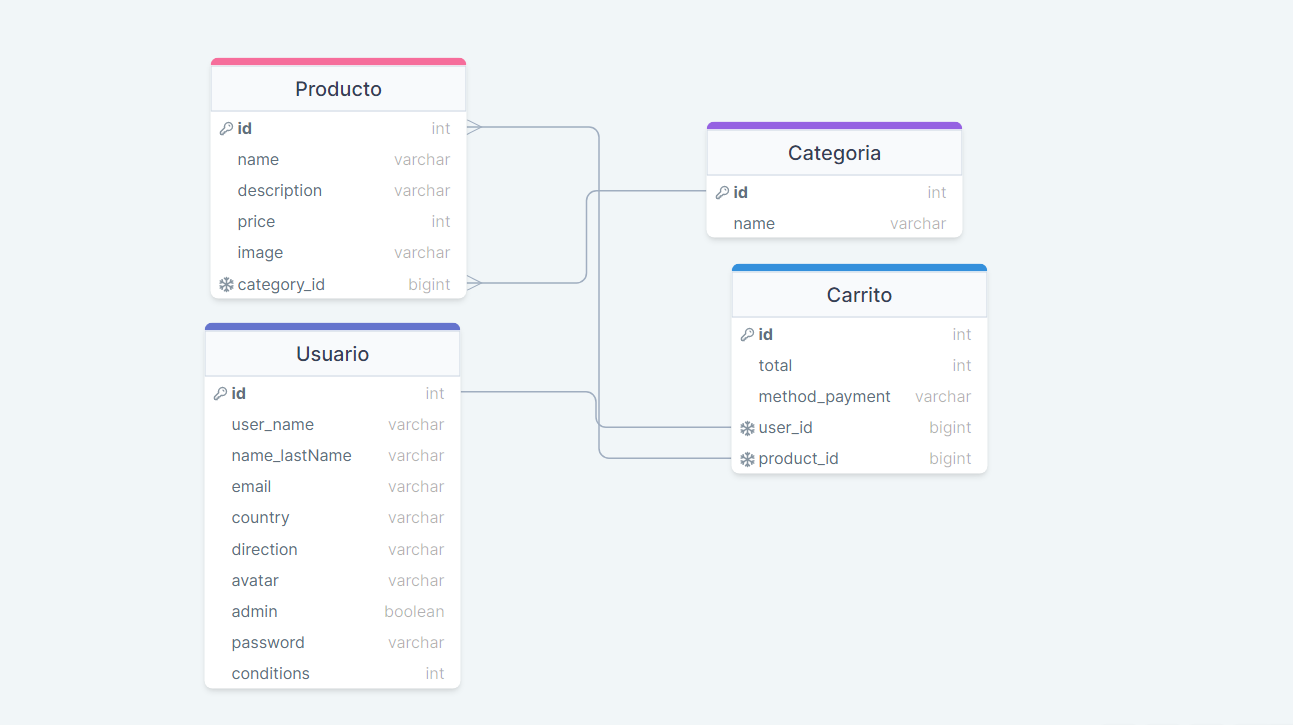 Producto
id int
name varchar
description varchar
price int
image varchar
category_id bigint
Categoria
id int
name varchar
Carrito
id int
total int
method_payment varchar
user_id bigint
product_id bigint
Usuario
id int
user_name varchar
name_lastName varchar
email varchar
country varchar
direction varchar
avatar varchar
admin boolean
password varchar
conditions int